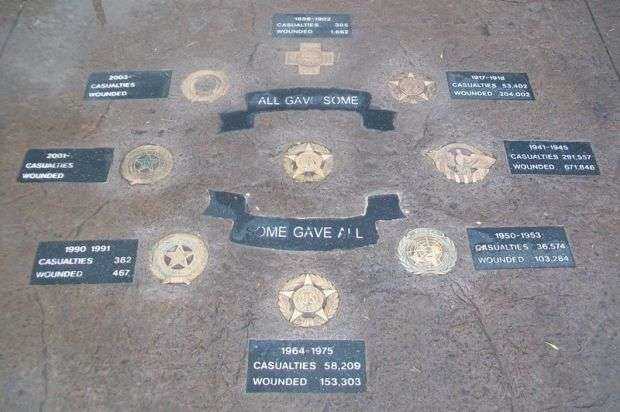 1898-1902
CASUALTIES 385
WOUNDED 1,662
2003-
CASUALTIES
WOUNDED
ALL GAVE SOME
1917-1918
CASUALTIES 53,402
WOUNDED 204,002
2001-
CASUALTIES
WOUNDED
1941-1945
CASUALTIES 291,557
WOUNDED 671,846
SOME GAVE ALL
1990 1991
CASUALTIES 382
WOUNDED 467
1950-1953
CASUALTIES 36,574
WOUNDED 103,284
US
1964-1975
CASUALTIES 58,209
WOUNDED 153,303